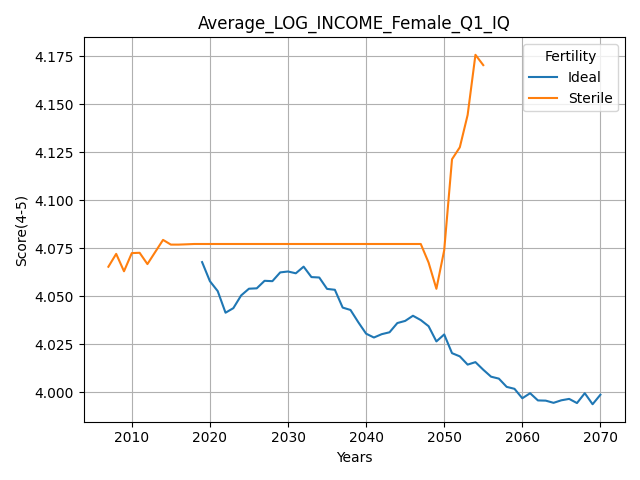 Average_LOG_INCOME_Female_Q1_IQ
Fertility
Ideal
Sterile
Score(4-5)
4.175
4.150
4.125
4.100
4.075
4.050
4.025
4.000
2010 2020 2030 2040 2050 2060 2070
Years